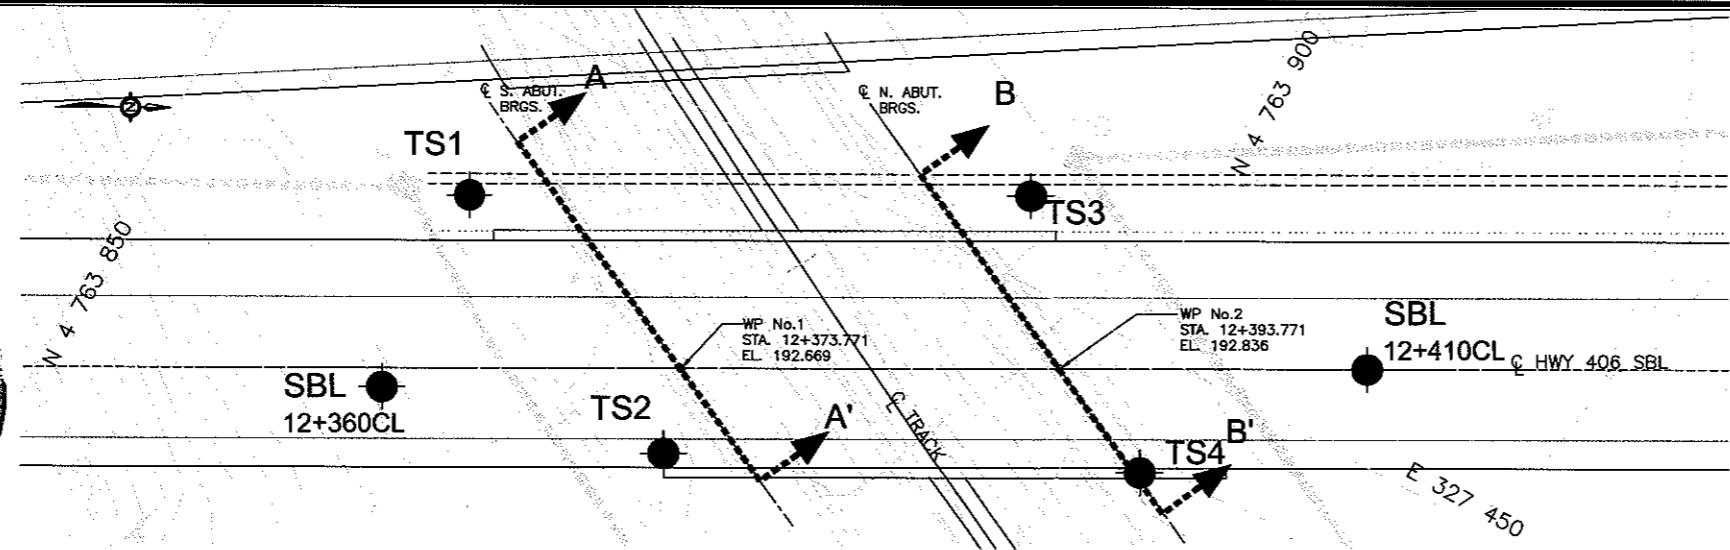 A
℄ S. ABUT.
BRGS.
TS1
℄ N. ABUT.
BRGS.
B
N 4 763 900
TS3
N 4 763 850
WP No.1
STA. 12+373.771
EL. 192.669
WP No.2
STA. 12+393.771
EL. 192.836
SBL
12+410CL
℄ HWY 406 SBL
SBL
12+360CL
TS2
A'
℄ TRACK
TS4
B'
E 327 450
N